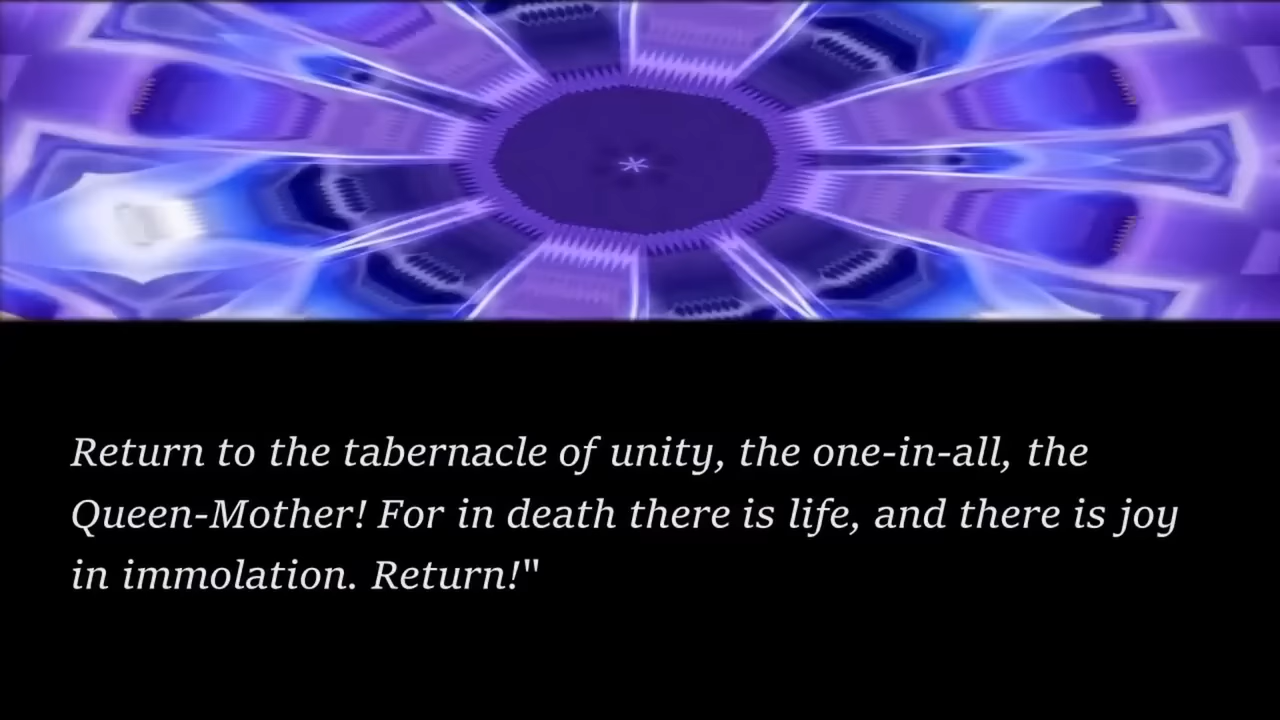 Return to the tabernacle of unity, the one-in-all, the
Queen-Mother! For in death there is life, and there is joy
in immolation. Return!"